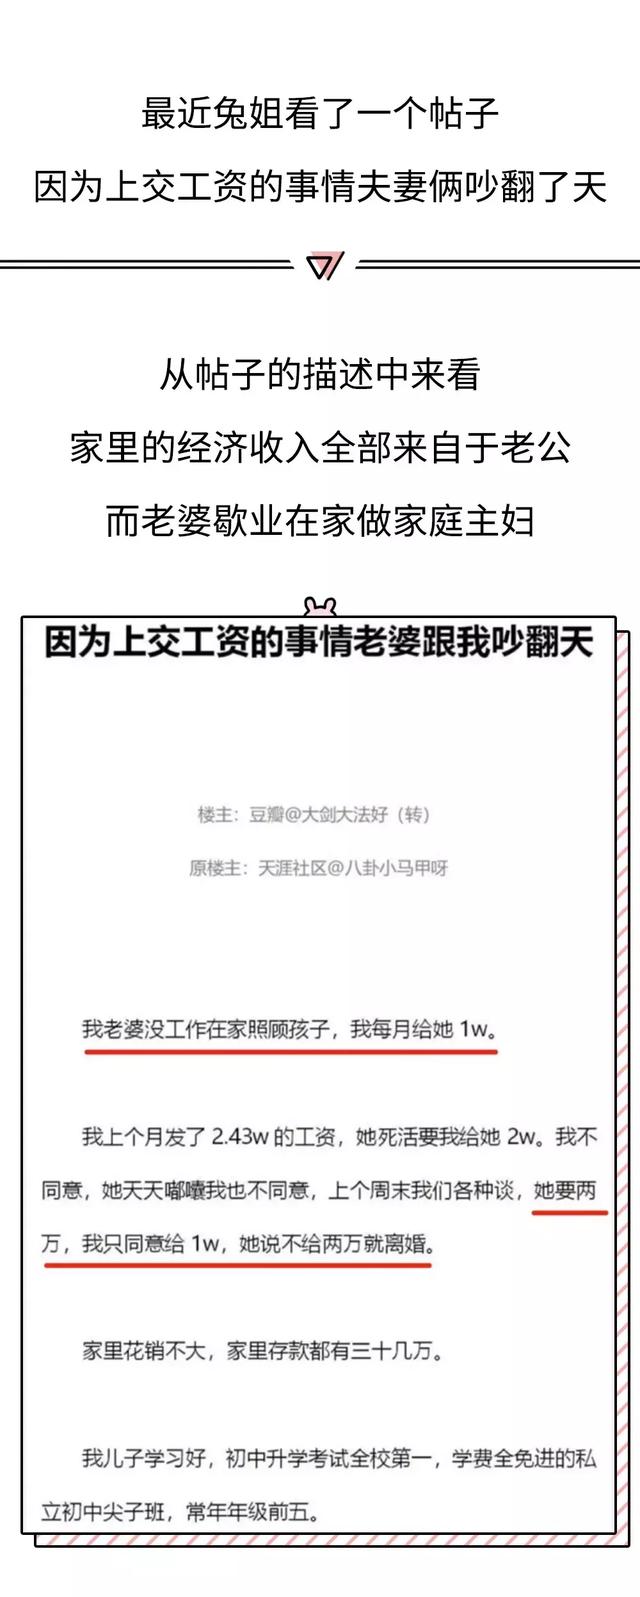 最近兔姐看了一个帖子
因为上交工资的事情夫妻俩吵翻了天
从帖子的描述中来看
家里的经济收入全部来自于老公
而老婆歇业在家做家庭主妇
因为上交工资的事情老婆跟我吵翻天
楼主：豆瓣@大剑大法好（转）
原楼主：天涯社区@八卦小马甲呀
我老婆没工作在家照顾孩子，我每月给她 1w。
我上个月发了 2.43w 的工资，她死活要我给她 2w。我不
同意，她天天嘟囔我也不同意，上个周末我们各种谈，她要两
万，我只同意给 1w，她说不给两万就离婚。
家里花销不大，家里存款都有三十几万。
我儿子学习好，初中升学考试全校第一，学费全免进的私
立初中尖子班，常年年级前五。